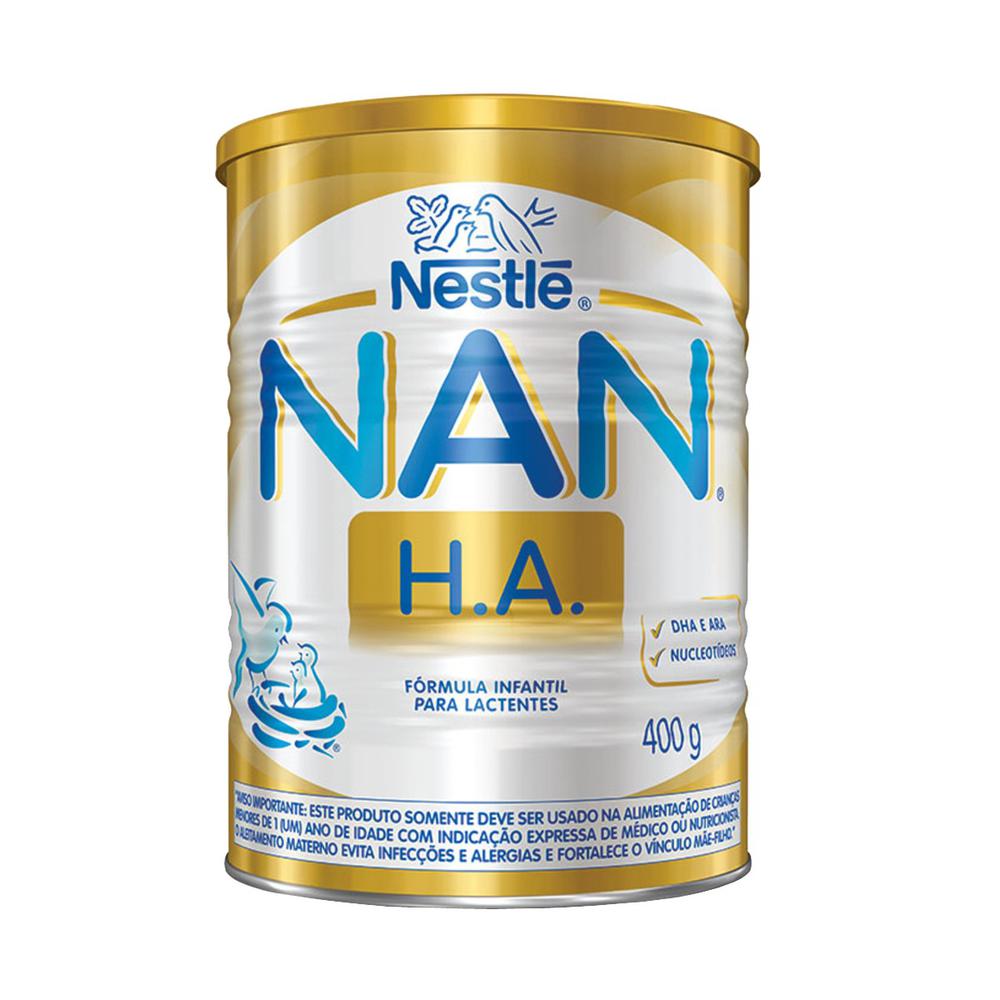 Nestlé®
NAN®
H.A.
DHA E ARA
NUCLEOTÍDEOS
FÓRMULA INFANTIL
PARA LACTENTES
400 g
"AVISO IMPORTANTE: ESTE PRODUTO SOMENTE DEVE SER USADO NA ALIMENTAÇÃO DE CRIANÇAS
MENORES DE 1 (UM) ANO DE IDADE COM INDICAÇÃO EXPRESSA DE MÉDICO OU NUTRICIONISTA.
O ALEITAMENTO MATERNO EVITA INFECÇÕES E ALERGIAS E FORTALECE O VÍNCULO MÃE-FILHO."